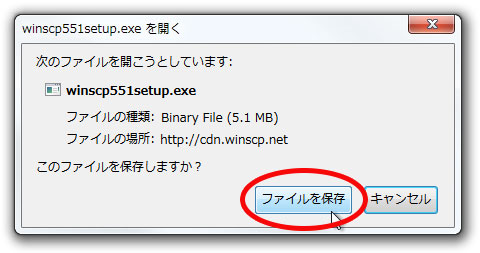 winscp551setup.exe を開く
次のファイルを開こうとしています:
winscp551setup.exe
ファイルの種類: Binary File (5.1 MB)
ファイルの場所: http://cdn.winscp.net
このファイルを保存しますか？
ファイルを保存 キャンセル